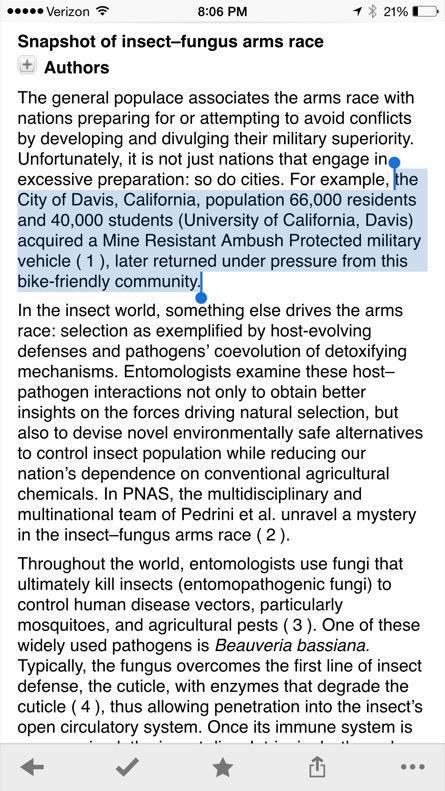 Verizon 8:06 PM 21%
Snapshot of insect–fungus arms race
Authors
The general populace associates the arms race with
nations preparing for or attempting to avoid conflicts
by developing and divulging their military superiority.
Unfortunately, it is not just nations that engage in
excessive preparation: so do cities. For example, the
City of Davis, California, population 66,000 residents
and 40,000 students (University of California, Davis)
acquired a Mine Resistant Ambush Protected military
vehicle ( 1 ), later returned under pressure from this
bike-friendly community.
In the insect world, something else drives the arms
race: selection as exemplified by host-evolving
defenses and pathogens’ coevolution of detoxifying
mechanisms. Entomologists examine these host–
pathogen interactions not only to obtain better
insights on the forces driving natural selection, but
also to devise novel environmentally safe alternatives
to control insect population while reducing our
nation’s dependence on conventional agricultural
chemicals. In PNAS, the multidisciplinary and
multinational team of Pedrini et al. unravel a mystery
in the insect–fungus arms race ( 2 ).
Throughout the world, entomologists use fungi that
ultimately kill insects (entomopathogenic fungi) to
control human disease vectors, particularly
mosquitoes, and agricultural pests ( 3 ). One of these
widely used pathogens is Beauveria bassiana.
Typically, the fungus overcomes the first line of insect
defense, the cuticle, with enzymes that degrade the
cuticle ( 4 ), thus allowing penetration into the insect’s
open circulatory system. Once its immune system is